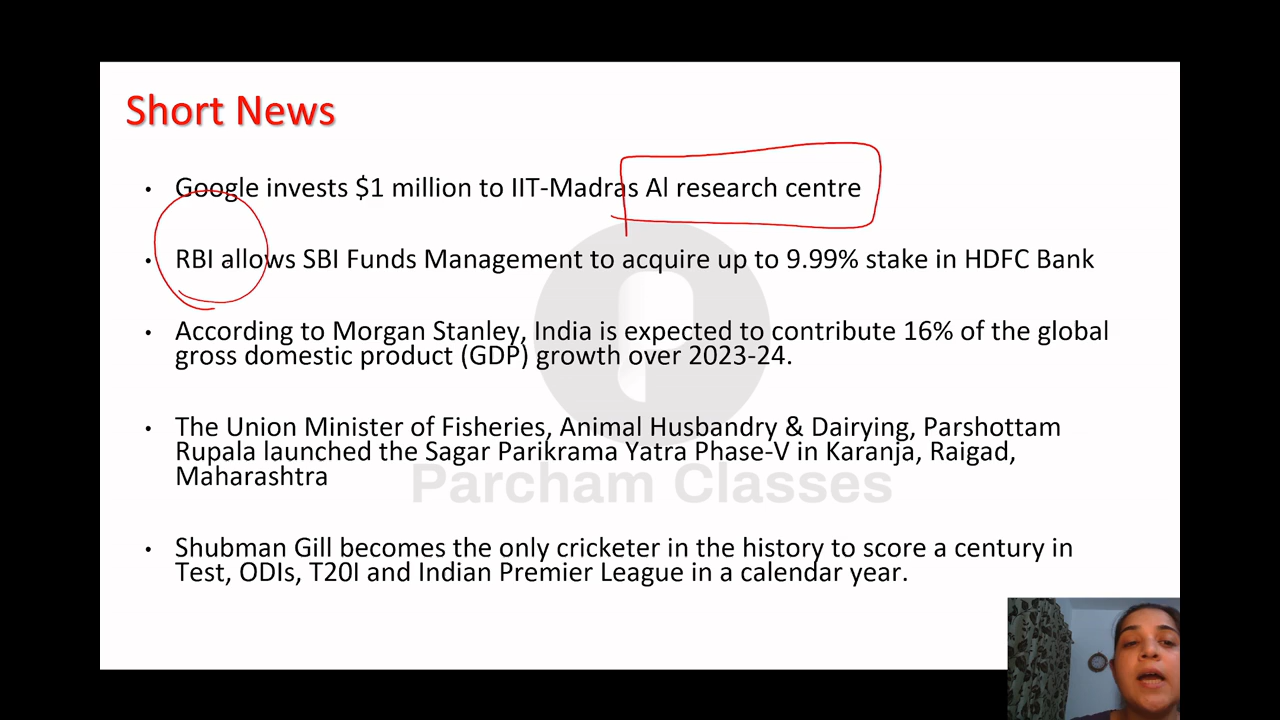 Short News
• Google invests $1 million to IIT-Madras Al research centre
• RBI allows SBI Funds Management to acquire up to 9.99% stake in HDFC Bank
• According to Morgan Stanley, India is expected to contribute 16% of the global
gross domestic product (GDP) growth over 2023-24.
• The Union Minister of Fisheries, Animal Husbandry & Dairying, Parshottam
Rupala launched the Sagar Parikrama Yatra Phase-V in Karanja, Raigad,
Maharashtra
Parcham Classes
• Shubman Gill becomes the only cricketer in the history to score a century in
Test, ODIs, T20I and Indian Premier League in a calendar year.